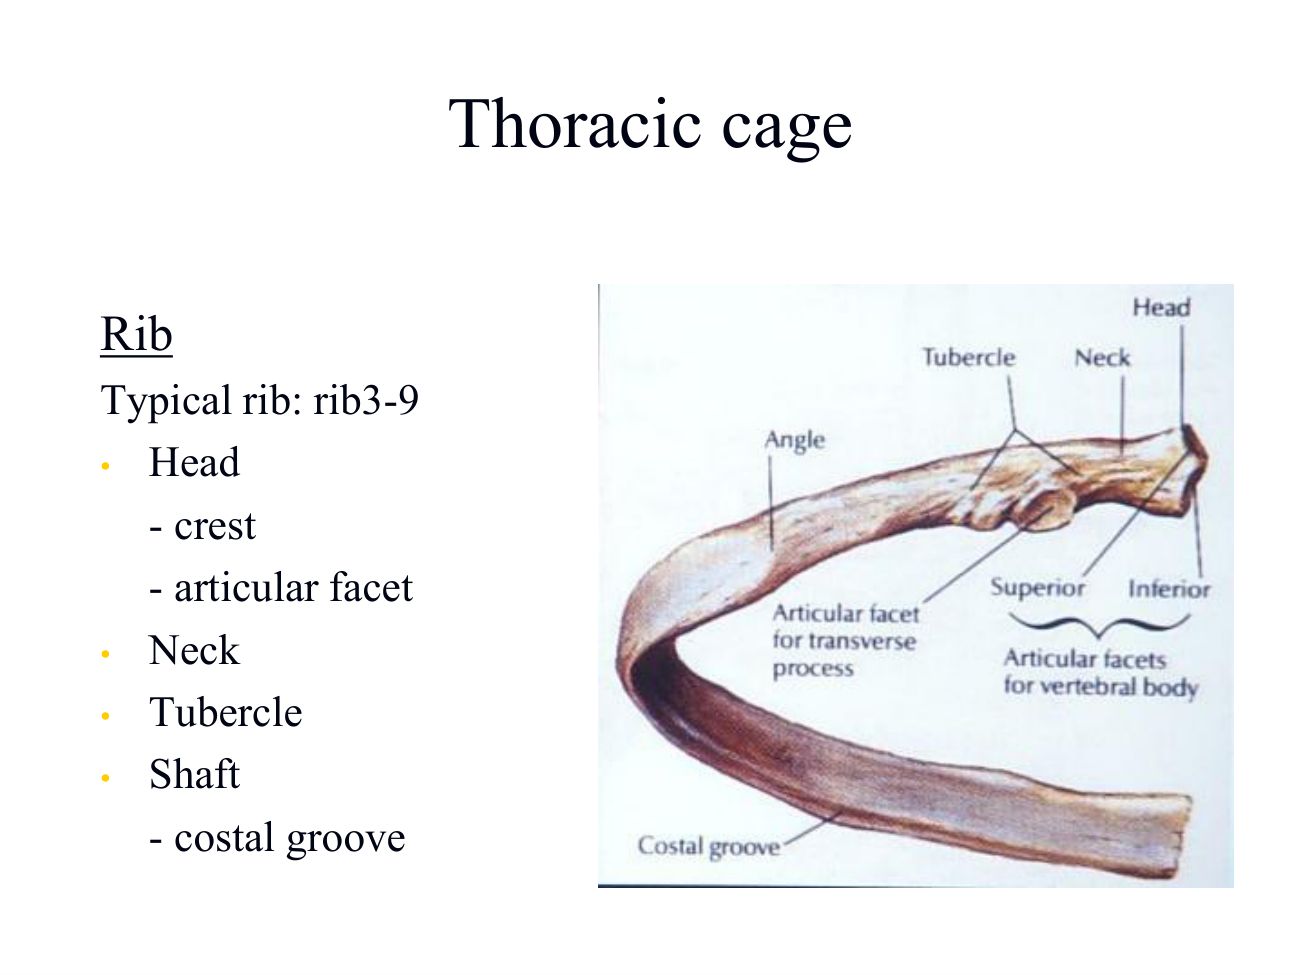 Thoracic cage
Rib
Typical rib: rib3-9
• Head
- crest
- articular facet
• Neck
• Tubercle
• Shaft
- costal groove
Head
Tubercle
Neck
Angle
Superior
Inferior
Articular facet
for transverse
process
Articular facets
for vertebral body
Costal groove